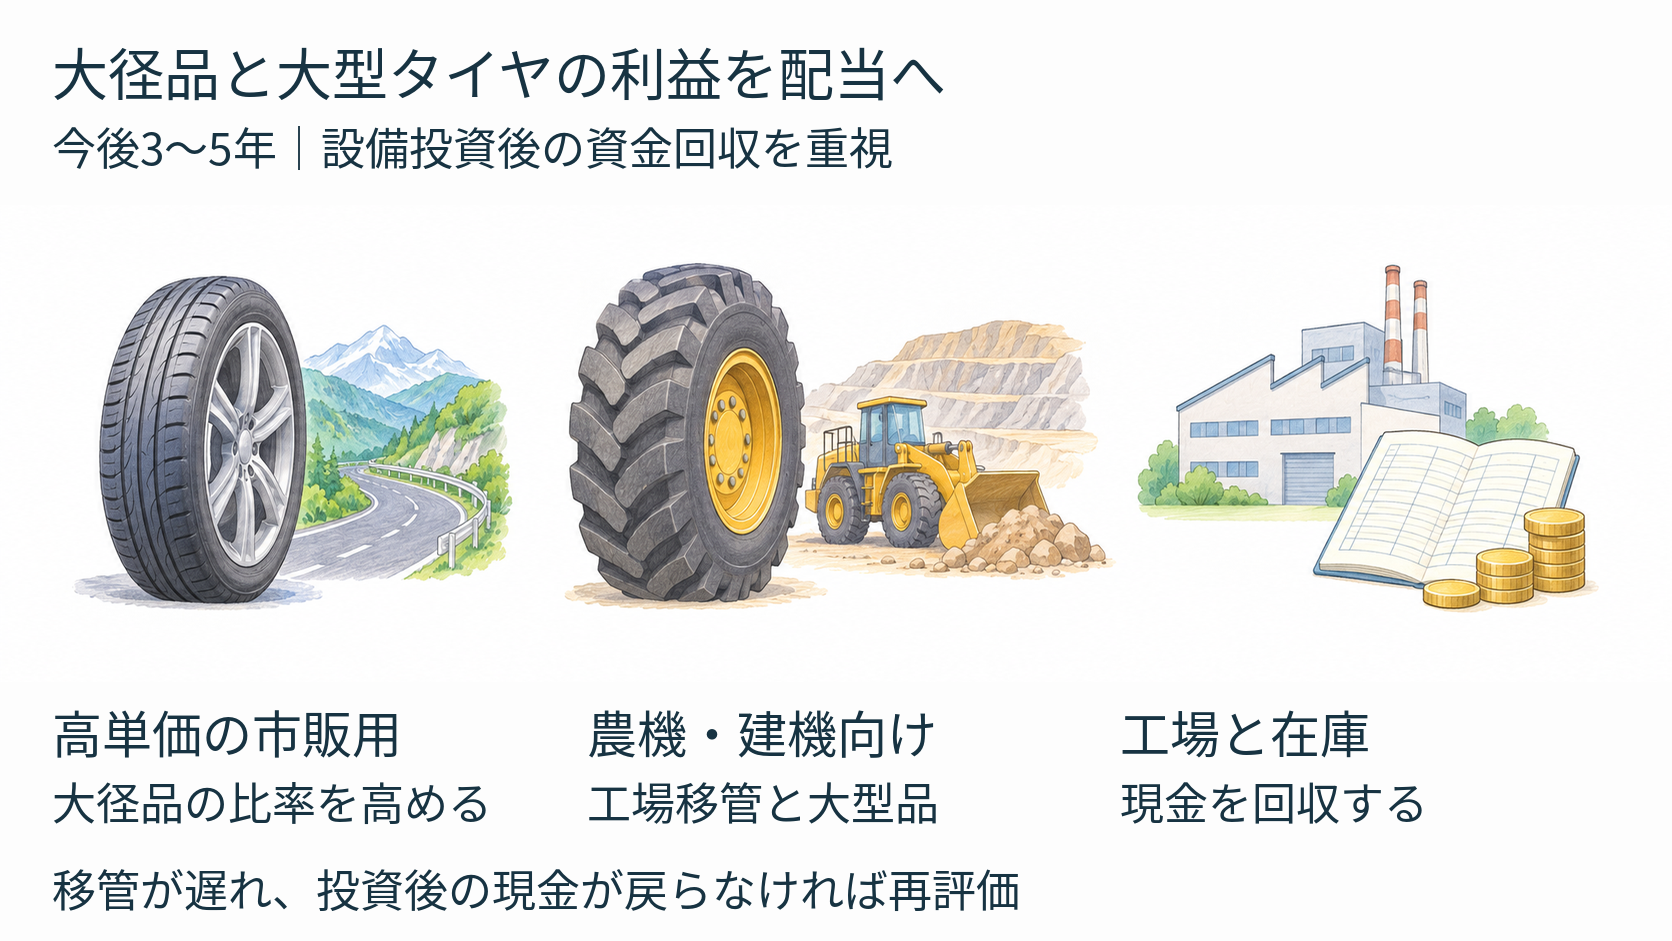 大径品と大型タイヤの利益を配当へ
今後3〜5年｜設備投資後の資金回収を重視
高単価の市販用
大径品の比率を高める
農機・建機向け
工場移管と大型品
工場と在庫
現金を回収する
移管が遅れ、投資後の現金が戻らなければ再評価